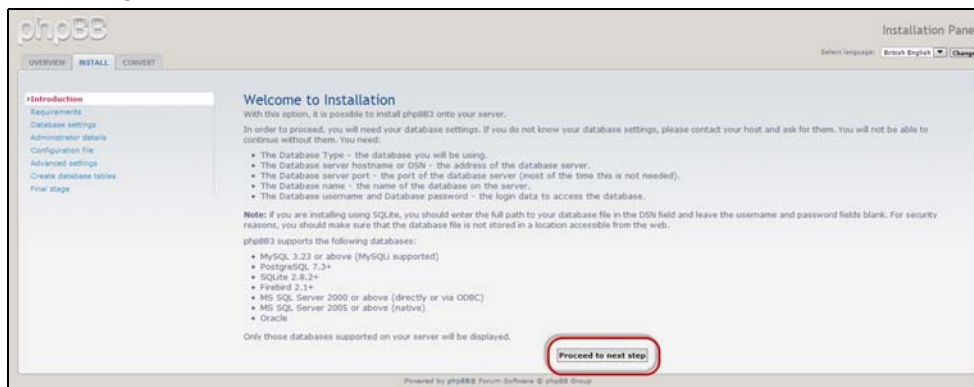 phpBB
Installation Pane
Select language: British English Change
OVERVIEW INSTALL CONVERT
Introduction
Requirements
Database settings
Administrator details
Configuration file
Advanced settings
Create database tables
Final stage
Welcome to Installation
With this option, it is possible to install phpBB3 onto your server.
In order to proceed, you will need your database settings. If you do not know your database settings, please contact your host and ask for them. You will not be able to
continue without them. You need:
• The Database Type - the database you will be using.
• The Database server hostname or DSN - the address of the database server.
• The Database server port - the port of the database server (most of the time this is not needed).
• The Database name - the name of the database on the server.
• The Database username and Database password - the login data to access the database.
Note: if you are installing using SQLite, you should enter the full path to your database file in the DSN field and leave the username and password fields blank. For security
reasons, you should make sure that the database file is not stored in a location accessible from the web.
phpBB3 supports the following databases:
• MySQL 3.23 or above (MySQLi supported)
• PostgreSQL 7.3+
• SQLite 2.8.2+
• Firebird 2.1+
• MS SQL Server 2000 or above (directly or via ODBC)
• MS SQL Server 2005 or above (native)
• Oracle
Only those databases supported on your server will be displayed.
Proceed to next step
Powered by phpBB® Forum Software © phpBB Group